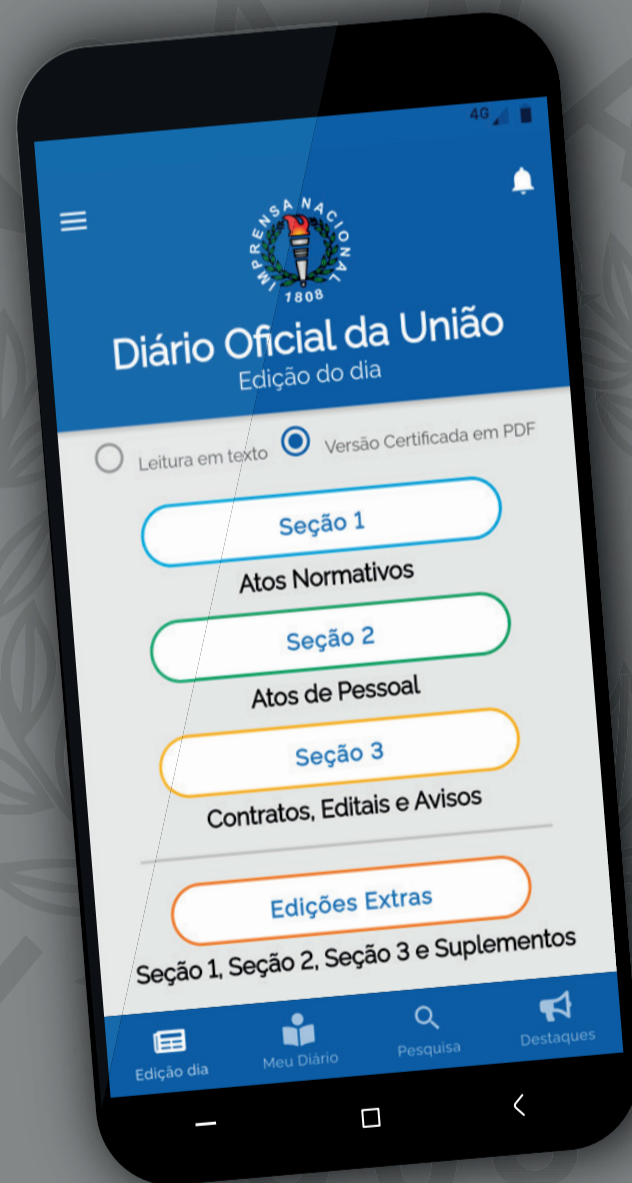 4G
IMPRENSA NACIONAL
1808
Diário Oficial da União
Edição do dia
Leitura em texto Versão Certificada em PDF
Seção 1
Atos Normativos
Seção 2
Atos de Pessoal
Seção 3
Contratos, Editais e Avisos
Edições Extras
Seção 1, Seção 2, Seção 3 e Suplementos
Edição dia Meu Diário Pesquisa Destaques